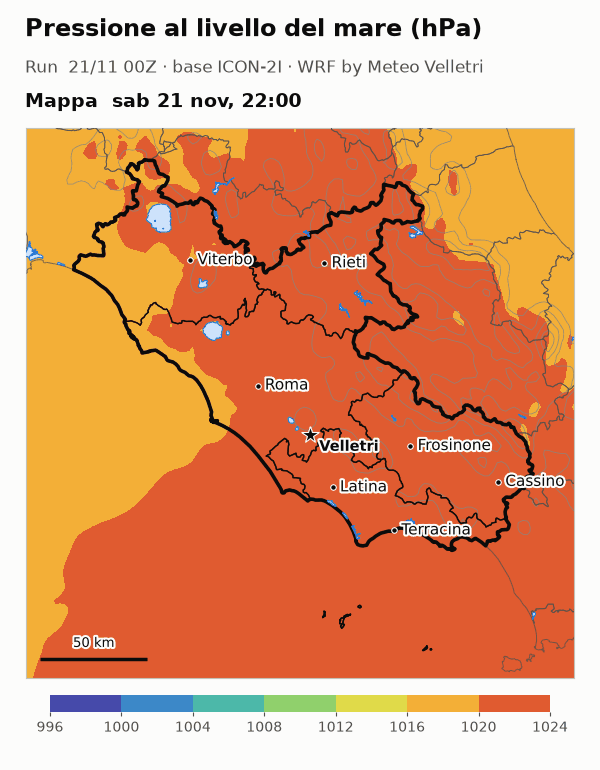 Pressione al livello del mare (hPa)
Run  21/11 00Z · base ICON-2I · WRF by Meteo Velletri
Mappa  sab 21 nov, 22:00
Viterbo
Rieti
Roma
Velletri
Frosinone
Cassino
Latina
Terracina
50 km
996 1000 1004 1008 1012 1016 1020 1024